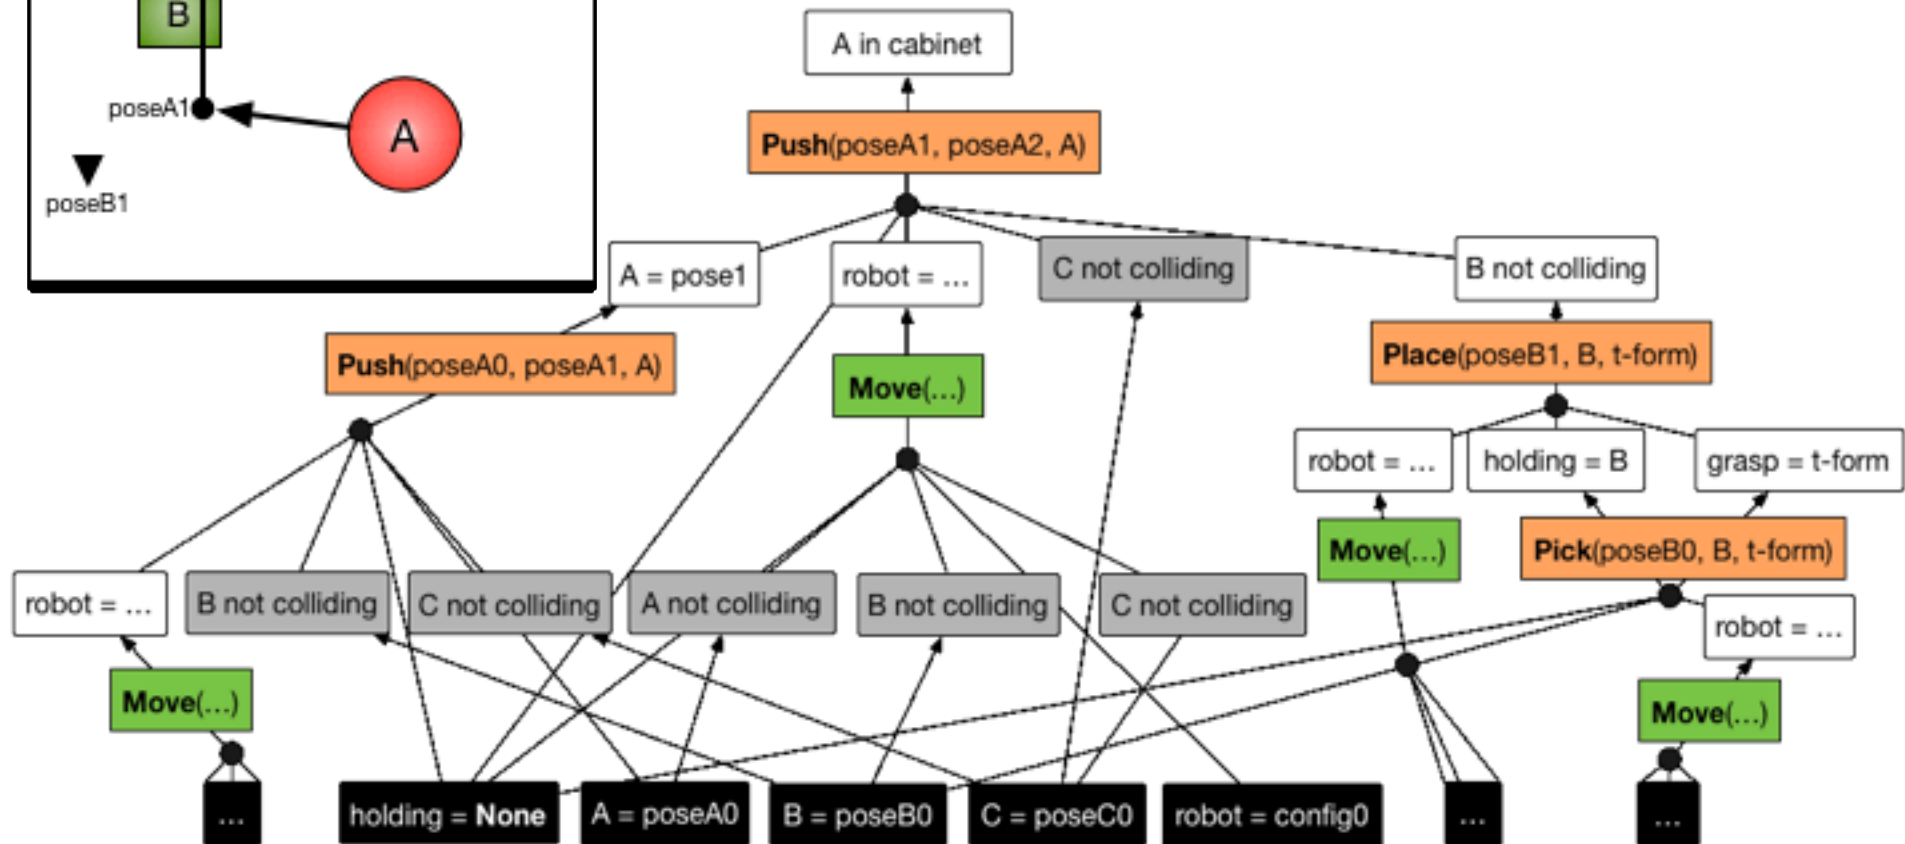 B
poseA1
A
poseB1
A in cabinet
Push(poseA1, poseA2, A)
A = pose1
robot = ...
C not colliding
B not colliding
Push(poseA0, poseA1, A)
Move(...)
Place(poseB1, B, t-form)
robot = ...
holding = B
grasp = t-form
Move(...)
Pick(poseB0, B, t-form)
robot = ...
B not colliding
C not colliding
A not colliding
B not colliding
C not colliding
robot = ...
Move(...)
Move(...)
...
holding = None
A = poseA0
B = poseB0
C = poseC0
robot = config0
...
...